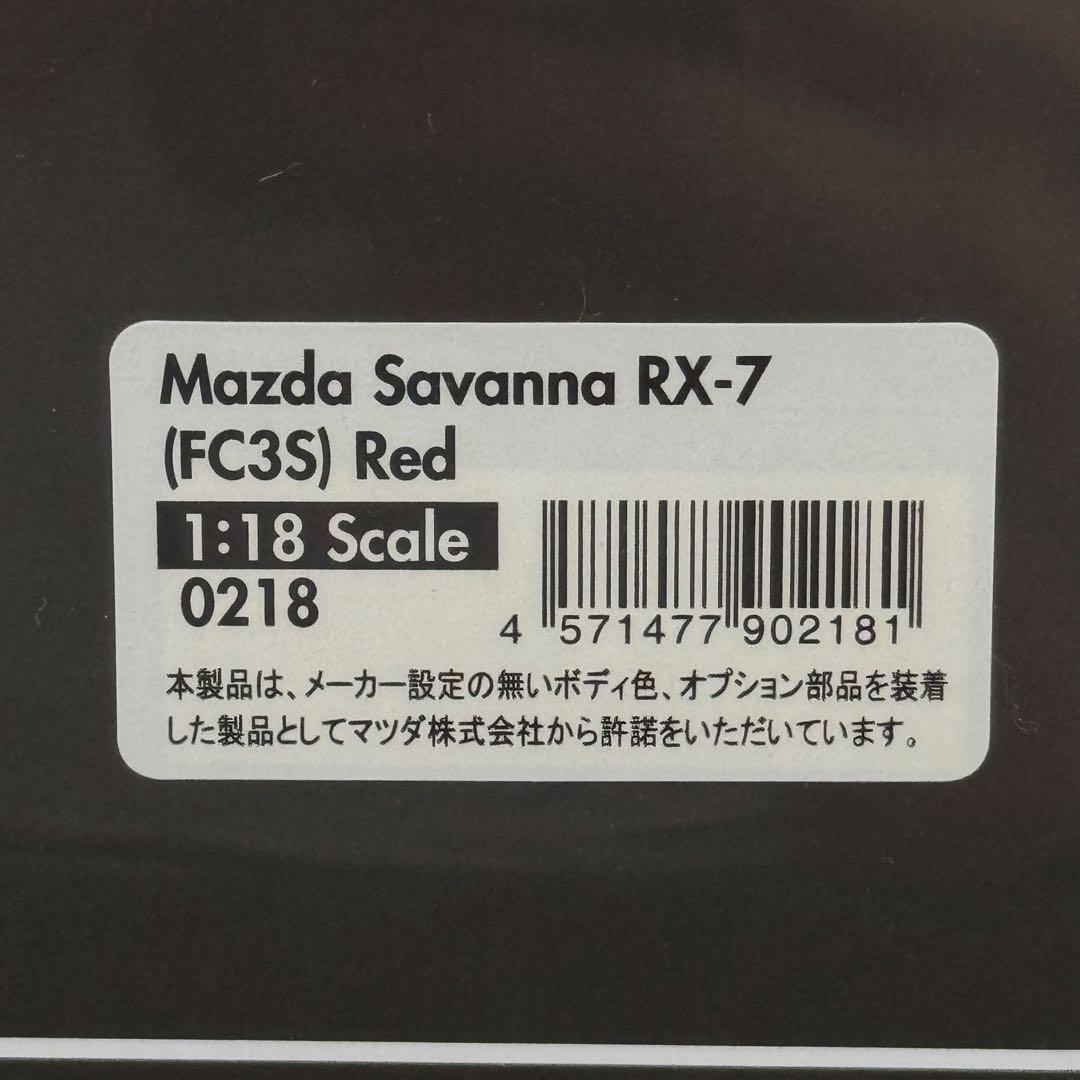 Mazda Savanna RX-7
(FC3S) Red
1:18 Scale
0218
4 571477 902181
本製品は、メーカー設定の無いボディ色、オプション部品を装着
した製品としてマツダ株式会社から許諾をいただいています。